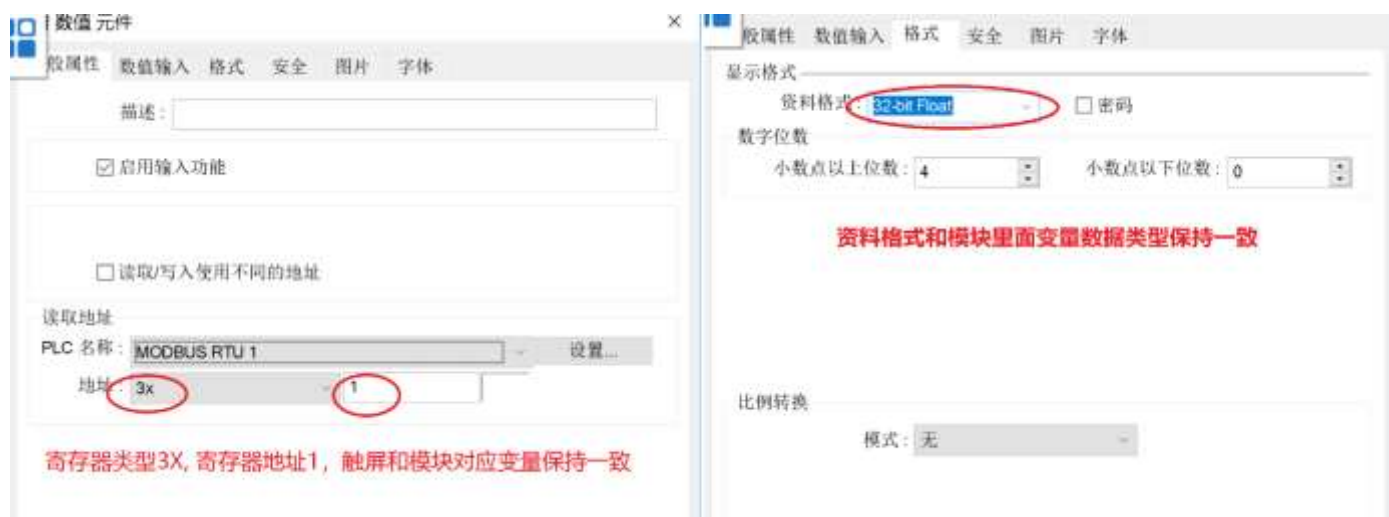 数值 元件
×
般属性 数值输入 格式 安全 图片 字体
描述 :
启用输入功能
读取/写入使用不同的地址
读取地址
PLC 名称 : MODBUS RTU 1 设置...
地址 : 3x 1
寄存器类型3X, 寄存器地址1，触屏和模块对应变量保持一致
般属性 数值输入 格式 安全 图片 字体
显示格式
资料格式 : 32-bit Float 密码
数字位数
小数点以上位数 : 4 小数点以下位数 : 0
资料格式和模块里面变量数据类型保持一致
比例转换
模式 : 无